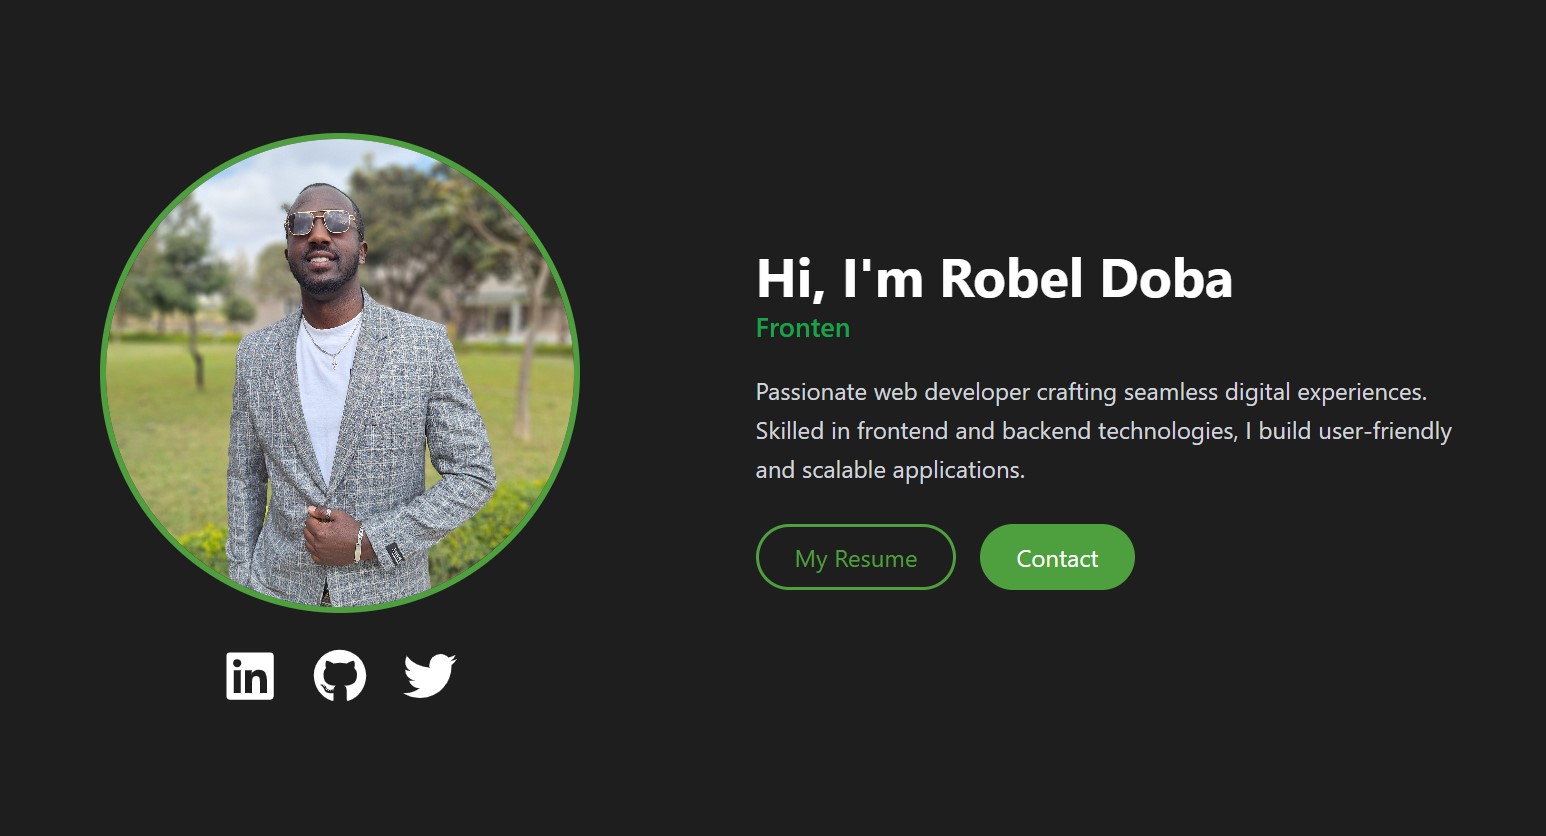 Hi, I'm Robel Doba
Fronten
Passionate web developer crafting seamless digital experiences.
Skilled in frontend and backend technologies, I build user-friendly
and scalable applications.
My Resume
Contact
in